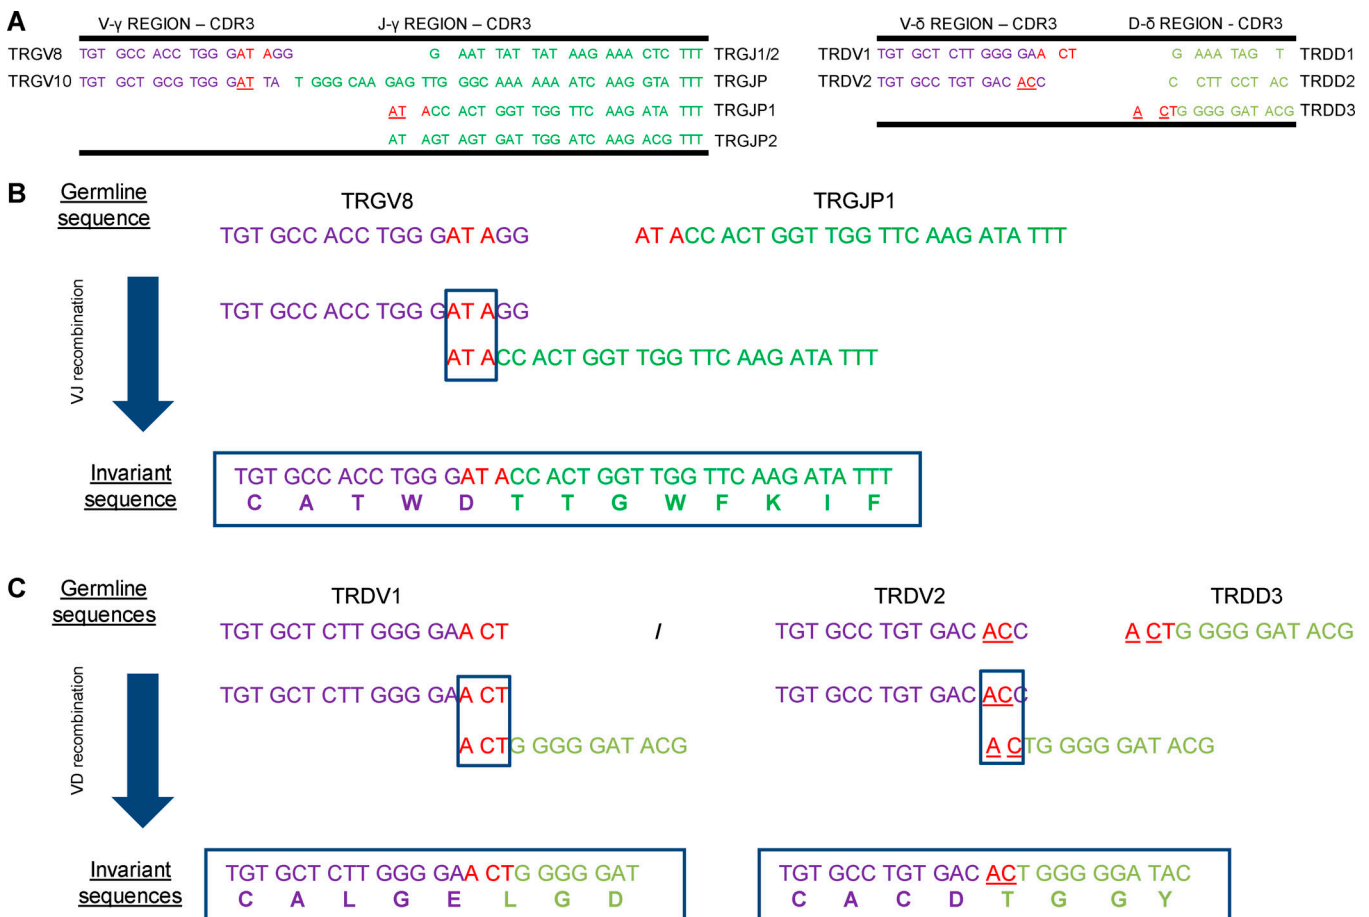 A
V-γ REGION – CDR3 J-γ REGION – CDR3
TRGV8 TGT GCC ACC TGG GAT AGG G AAT TAT TAT AAG AAA CTC TTT TRGJ1/2
TRGV10 TGT GCT GCG TGG GAT TA T GGG CAA GAG TTG GGC AAA AAA ATC AAG GTA TTT TRGJP
AT ACC ACT GGT TGG TTC AAG ATA TTT TRGJP1
AT AGT AGT GAT TGG ATC AAG ACG TTT TRGJP2
V-δ REGION – CDR3 D-δ REGION - CDR3
TRDV1 TGT GCT CTT GGG GAA CT G AAA TAG T TRDD1
TRDV2 TGT GCC TGT GAC ACC C CTT CCT AC TRDD2
A CTG GGG GAT ACG TRDD3
B
Germline sequence
TRGV8 TRGJP1
TGT GCC ACC TGG GAT AGG AT ACC ACT GGT TGG TTC AAG ATA TTT
VJ recombination
TGT GCC ACC TGG GAT AGG
AT ACC ACT GGT TGG TTC AAG ATA TTT
Invariant sequence
TGT GCC ACC TGG GAT ACC ACT GGT TGG TTC AAG ATA TTT
C A T W D T T G W F K I F
C
Germline sequences
TRDV1 TRDV2 TRDD3
TGT GCT CTT GGG GAA CT / TGT GCC TGT GAC ACC A CTG GGG GAT ACG
VD recombination
TGT GCT CTT GGG GAA CT TGT GCC TGT GAC ACC
A CTG GGG GAT ACG A CTG GGG GAT ACG
Invariant sequences
TGT GCT CTT GGG GAA CTG GGG GAT TGT GCC TGT GAC ACT GGG GGA TAC
C A L G E L G D C A C D T G G Y